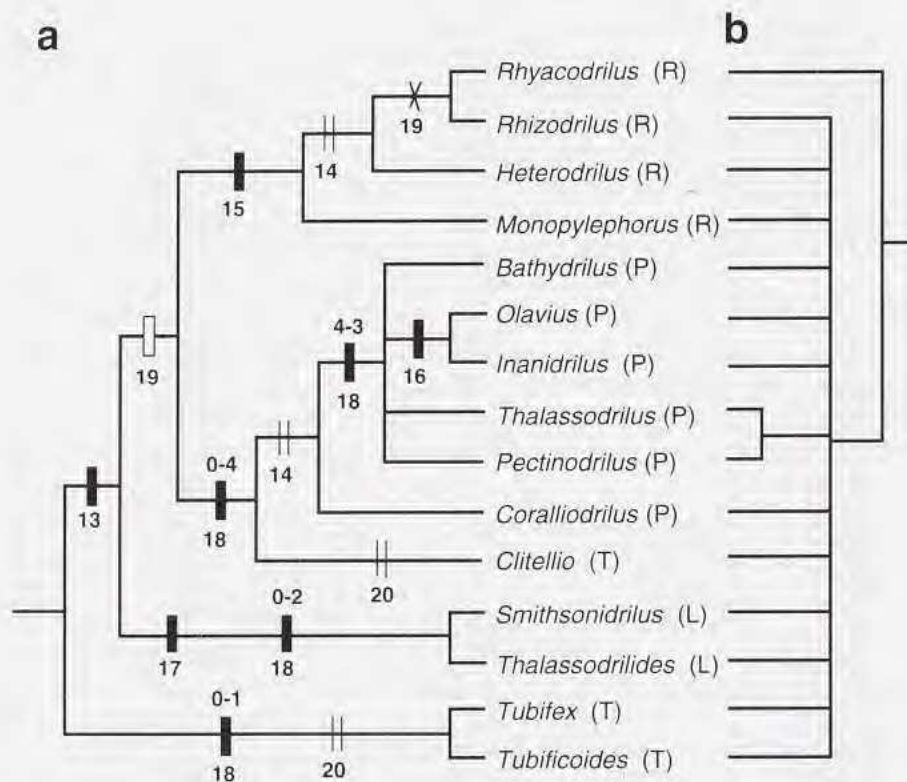 a
b
Rhyacodrilus (R)
19
Rhizodrilus (R)
14
Heterodrilus (R)
15
Monopylephorus (R)
Bathydrilus (P)
Olavius (P)
4-3
16
Inanidrilus (P)
19
18
Thalassodrilus (P)
14
Pectinodrilus (P)
0-4
13
18
Coralliodrilus (P)
Clitellio (T)
20
0-2
Smithsonidrilus (L)
17
18
Thalassodrilides (L)
0-1
Tubifex (T)
18
20
Tubificoides (T)